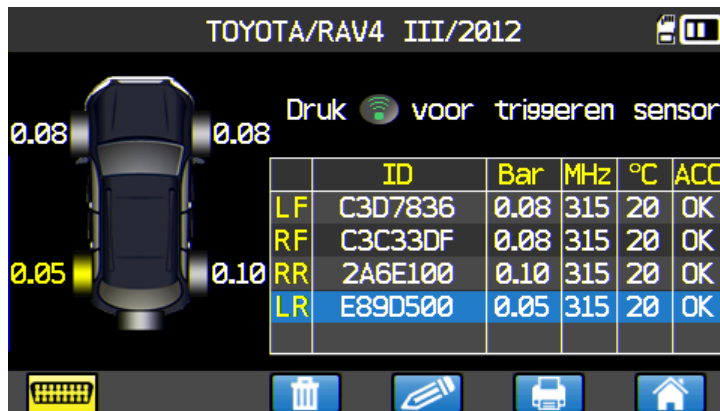 TOYOTA/RAV4 III/2012
Druk voor triggeren sensor
0.08 0.08
0.05 0.10
ID Bar MHz °C ACC
LF C3D7836 0.08 315 20 OK
RF C3C33DF 0.08 315 20 OK
RR 2A6E100 0.10 315 20 OK
LR E89D500 0.05 315 20 OK